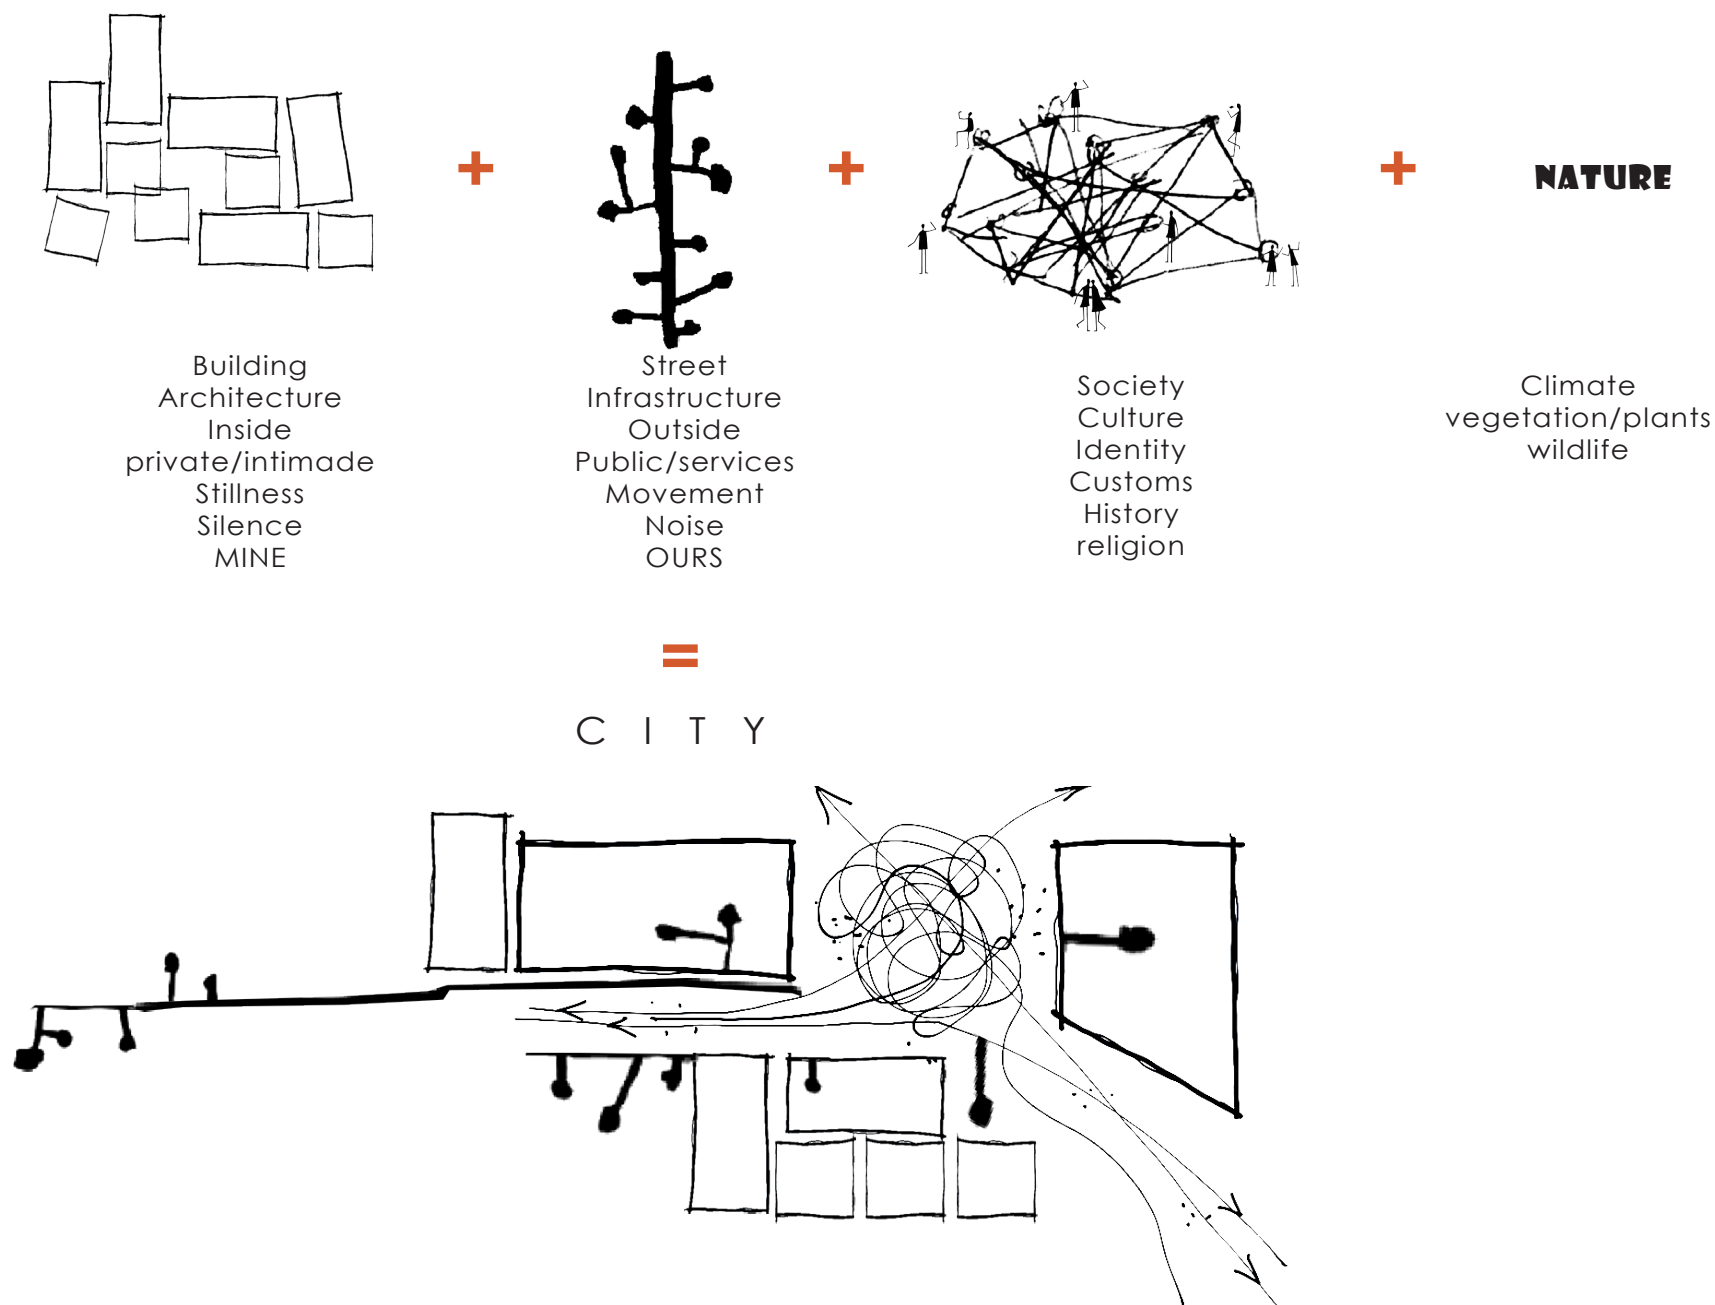 NATURE
Building
Architecture
Inside
private/intimade
Stillness
Silence
MINE
Street
Infrastructure
Outside
Public/services
Movement
Noise
OURS
Society
Culture
Identity
Customs
History
religion
Climate
vegetation/plants
wildlife
C I T Y